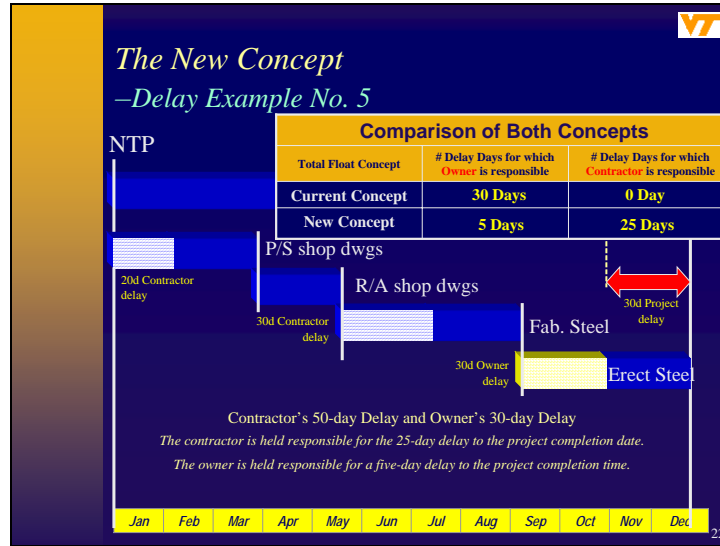 VT
The New Concept
–Delay Example No. 5
NTP
Comparison of Both Concepts
Total Float Concept
# Delay Days for which
Owner is responsible
# Delay Days for which
Contractor is responsible
Current Concept
30 Days
0 Day
New Concept
5 Days
25 Days
P/S shop dwgs
20d Contractor
delay
R/A shop dwgs
30d Contractor
delay
30d Project
delay
Fab. Steel
30d Owner
delay
Erect Steel
Contractor's 50-day Delay and Owner's 30-day Delay
The contractor is held responsible for the 25-day delay to the project completion date.
The owner is held responsible for a five-day delay to the project completion time.
Jan Feb Mar Apr May Jun Jul Aug Sep Oct Nov Dec